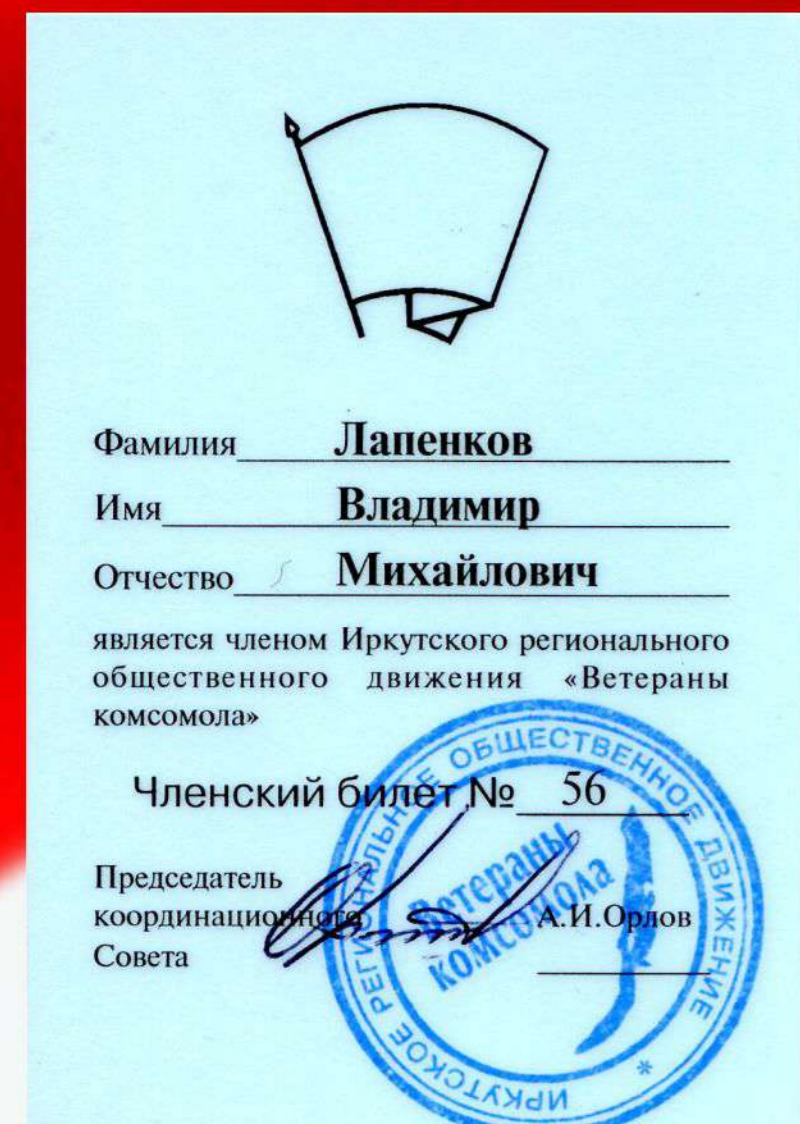 Фамилия Лапенков
Имя Владимир
Отчество Михайлович
является членом Иркутского регионального
общественного движения «Ветераны
комсомола»
Членский билет № 56
Председатель
координационного
Совета
А.И.Орлов
ИРКУТСКОЕ РЕГИОНАЛЬНОЕ ОБЩЕСТВЕННОЕ ДВИЖЕНИЕ *
Ветераны
комсомола